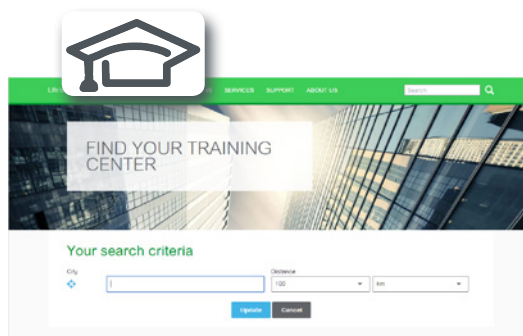 SERVICES SUPPORT ABOUT US Search
FIND YOUR TRAINING
CENTER
Your search criteria
City Distance
100 km
Update Cancel